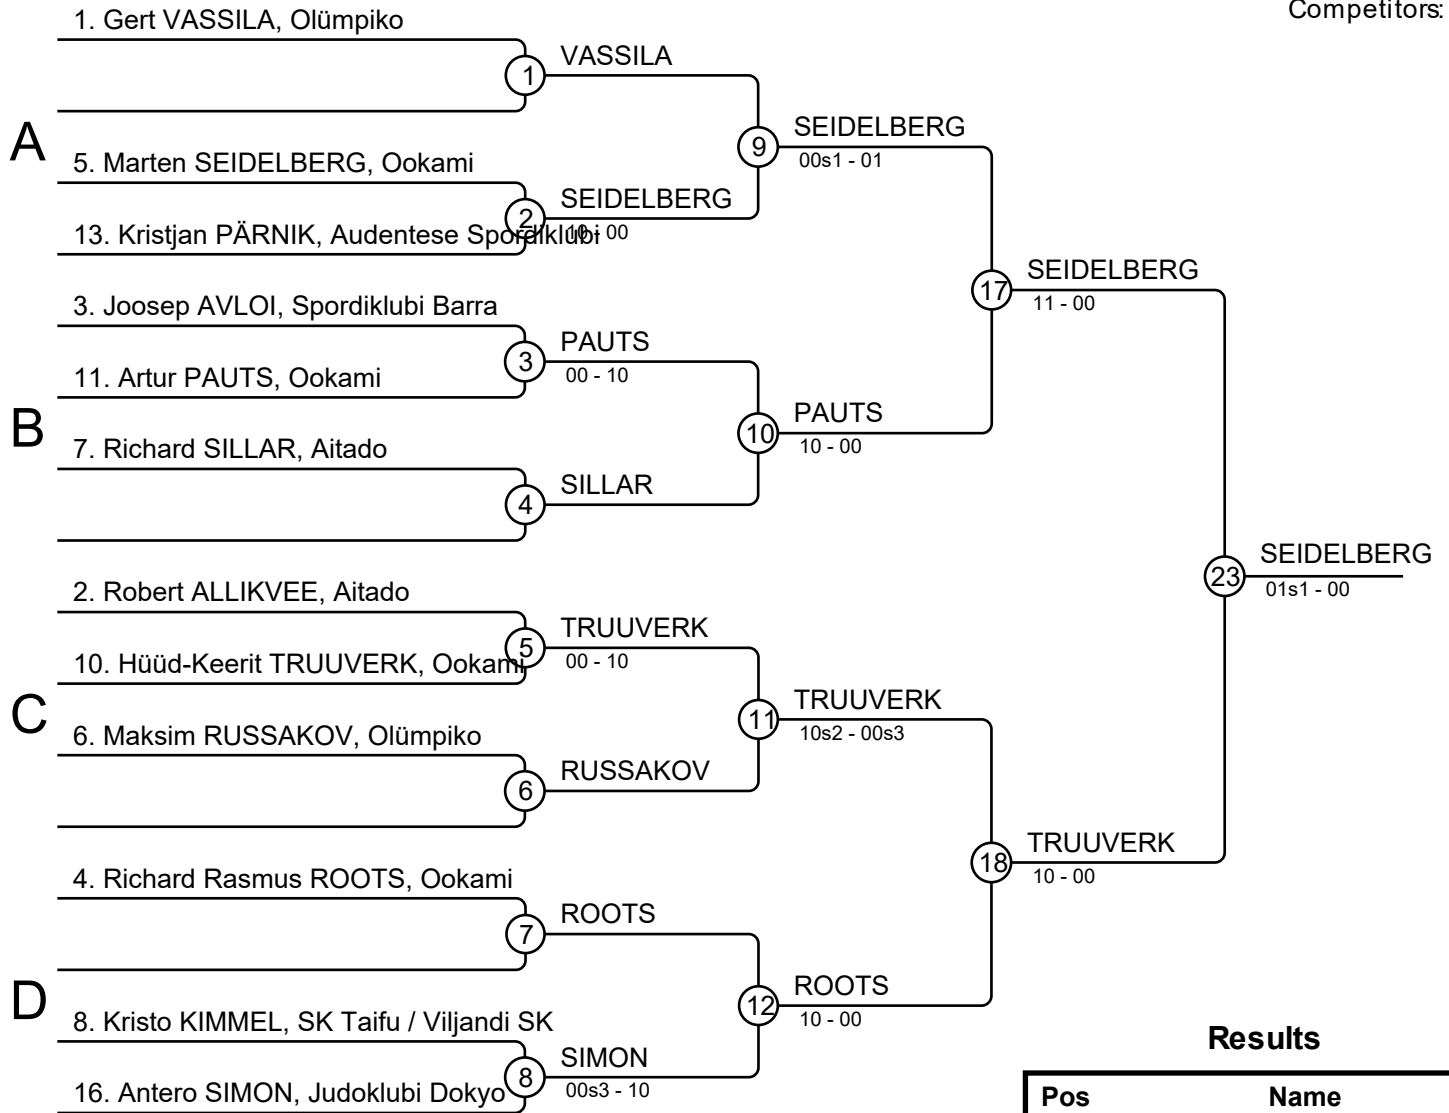 Competitors:
1. Gert VASSILA, Olümpiko
1
VASSILA
A
9
SEIDELBERG
00s1 - 01
5. Marten SEIDELBERG, Ookami
2
SEIDELBERG
10 - 00
13. Kristjan PÄRNIK, Audentese Spordiklubi
17
SEIDELBERG
11 - 00
3. Joosep AVLOI, Spordiklubi Barra
3
PAUTS
00 - 10
11. Artur PAUTS, Ookami
B
10
PAUTS
10 - 00
7. Richard SILLAR, Aitado
4
SILLAR
23
SEIDELBERG
01s1 - 00
2. Robert ALLIKVEE, Aitado
5
TRUUVERK
00 - 10
10. Hüüd-Keerit TRUUVERK, Ookami
C
11
TRUUVERK
10s2 - 00s3
6. Maksim RUSSAKOV, Olümpiko
6
RUSSAKOV
18
TRUUVERK
10 - 00
4. Richard Rasmus ROOTS, Ookami
7
ROOTS
D
12
ROOTS
10 - 00
8. Kristo KIMMEL, SK Taifu / Viljandi SK
8
SIMON
00s3 - 10
16. Antero SIMON, Judoklubi Dokyo
Results
Pos Name